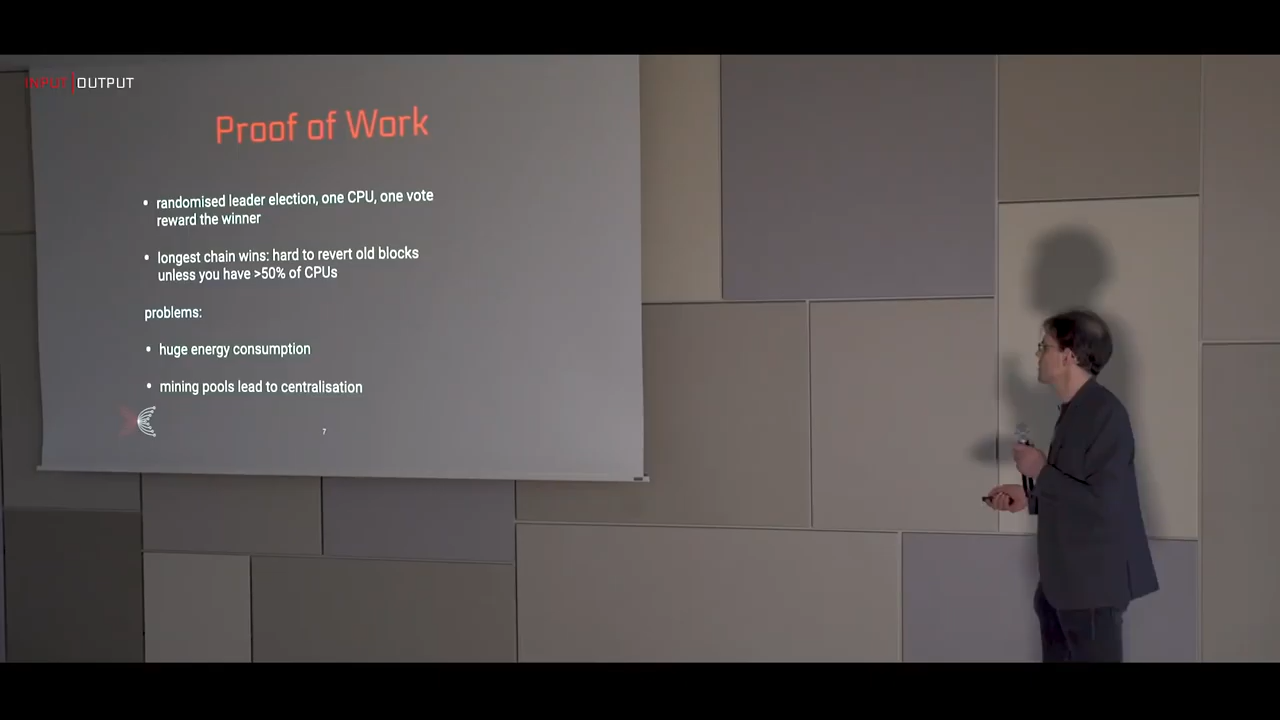 INPUT|OUTPUT
Proof of Work
• randomised leader election, one CPU, one vote
reward the winner
• longest chain wins: hard to revert old blocks
unless you have >50% of CPUs
problems:
• huge energy consumption
• mining pools lead to centralisation
7